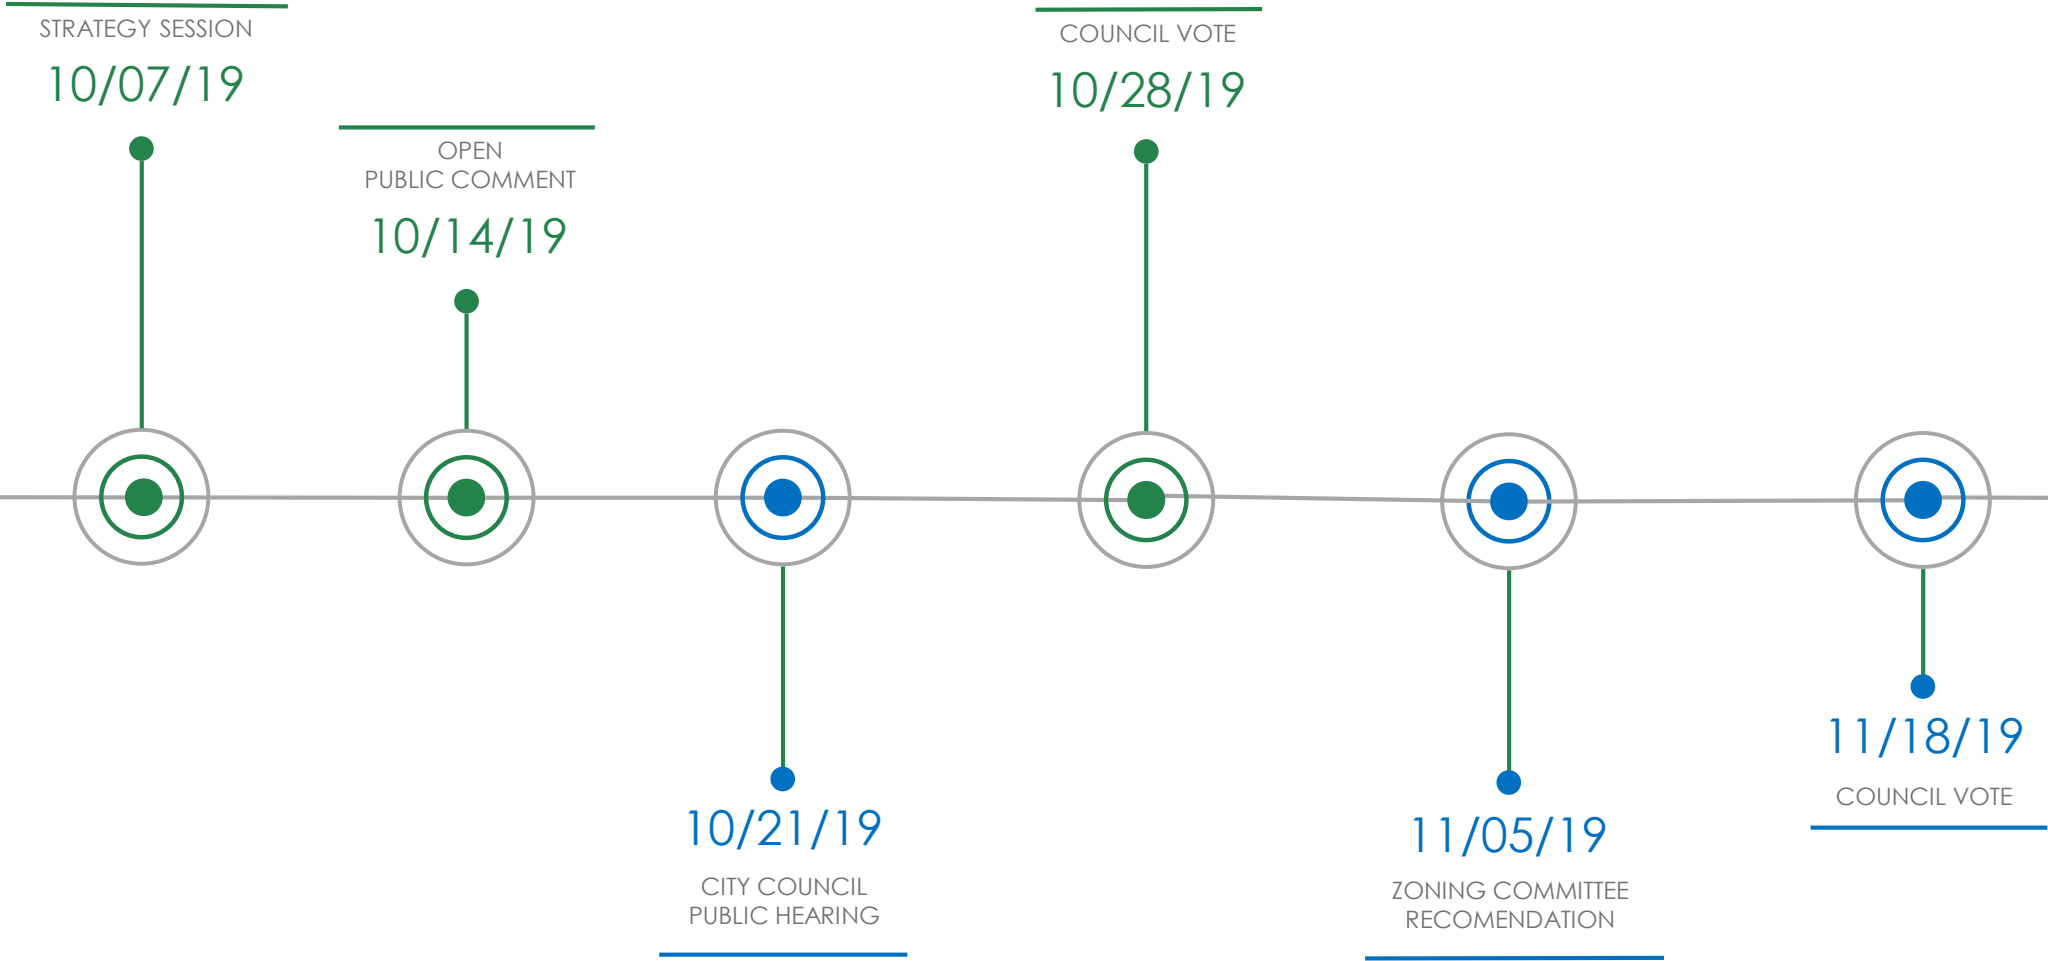 STRATEGY SESSION
10/07/19
OPEN
PUBLIC COMMENT
10/14/19
10/21/19
CITY COUNCIL
PUBLIC HEARING
COUNCIL VOTE
10/28/19
11/05/19
ZONING COMMITTEE
RECOMENDATION
11/18/19
COUNCIL VOTE